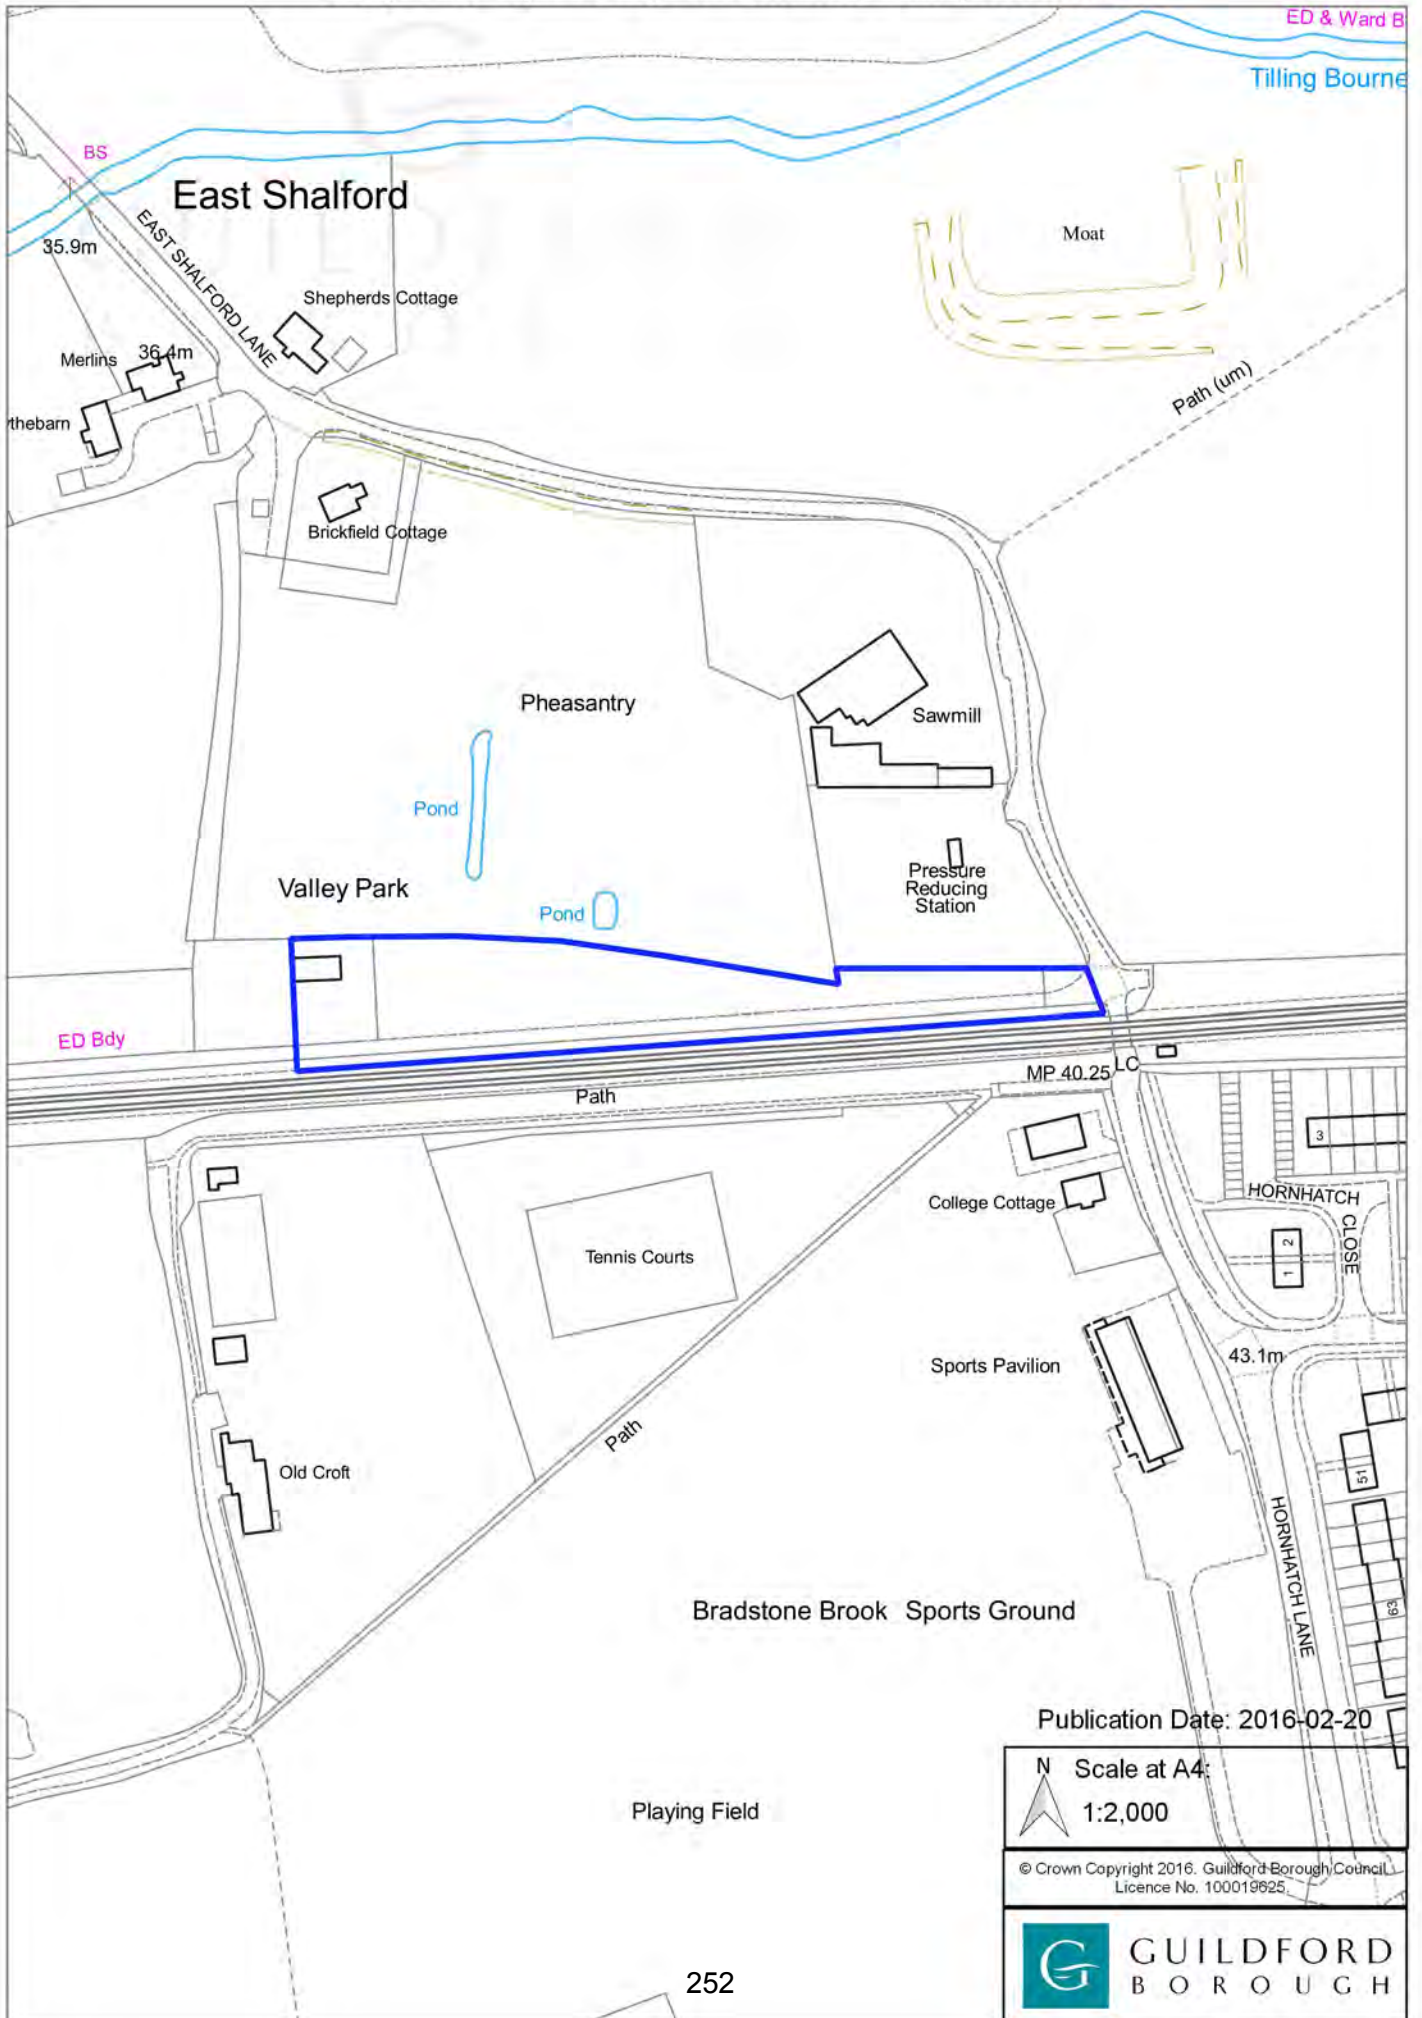 ED & Ward B
Tilling Bourne
BS
East Shalford
EAST SHALFORD LANE
35.9m
Moat
Shepherds Cottage
Merlins
36.4m
Path (um)
thebarn
Brickfield Cottage
Pheasantry
Sawmill
Pond
Pressure
Reducing
Station
Valley Park
Pond
ED Bdy
MP 40.25
LC
Path
3
HORNHATCH
CLOSE
College Cottage
1
2
Tennis Courts
43.1m
Sports Pavilion
Path
Old Croft
51
HORNHATCH LANE
63
Bradstone Brook Sports Ground
Publication Date: 2016-02-20
N
Scale at A4:
1:2,000
Playing Field
© Crown Copyright 2016. Guildford Borough Council.
Licence No. 100019625.
G
GUILDFORD
BOROUGH
252